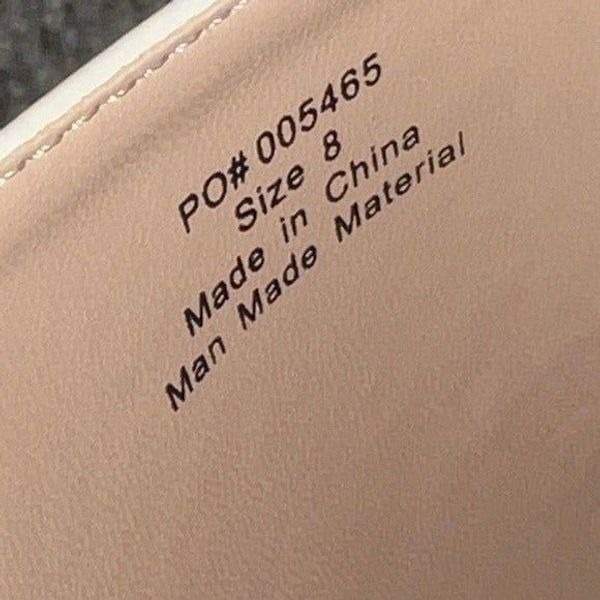 PO# 005465
Size 8
Made in China
Man Made Material